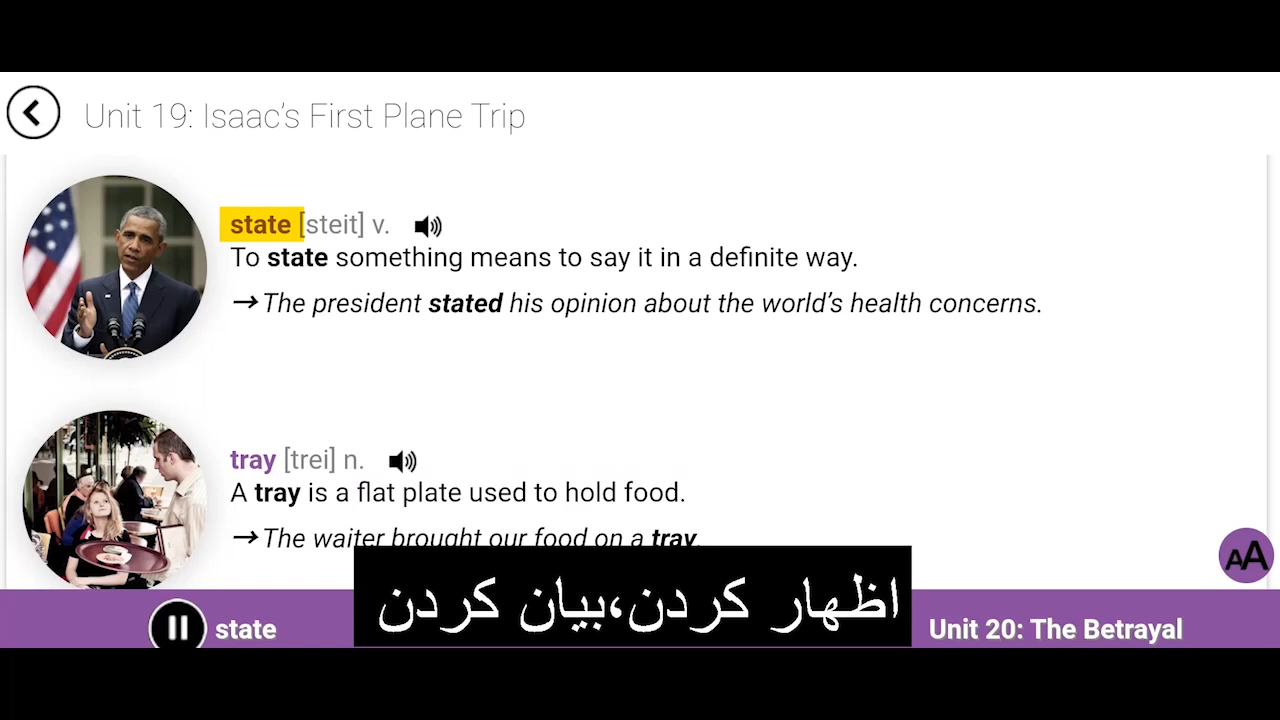 Unit 19: Isaac’s First Plane Trip
state [steit] v.
To state something means to say it in a definite way.
→ The president stated his opinion about the world’s health concerns.
tray [trei] n.
A tray is a flat plate used to hold food.
→ The waiter brought our food on a tray.
AA
state
اظهار کردن،بیان کردن
Unit 20: The Betrayal